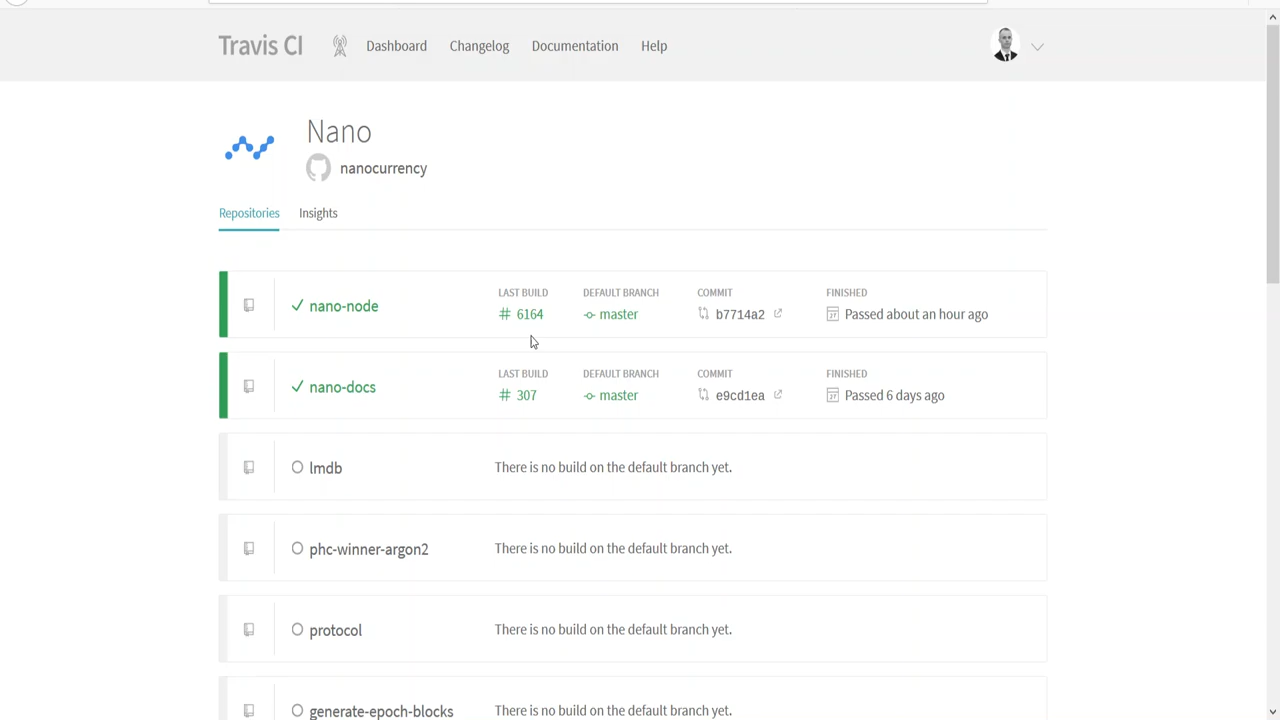 Travis CI Dashboard Changelog Documentation Help
Nano
nanocurrency
Repositories Insights
nano-node
LAST BUILD
# 6164
DEFAULT BRANCH
master
COMMIT
b7714a2
FINISHED
Passed about an hour ago
nano-docs
LAST BUILD
# 307
DEFAULT BRANCH
master
COMMIT
e9cd1ea
FINISHED
Passed 6 days ago
lmdb There is no build on the default branch yet.
phc-winner-argon2 There is no build on the default branch yet.
protocol There is no build on the default branch yet.
generate-epoch-blocks There is no build on the default branch yet.